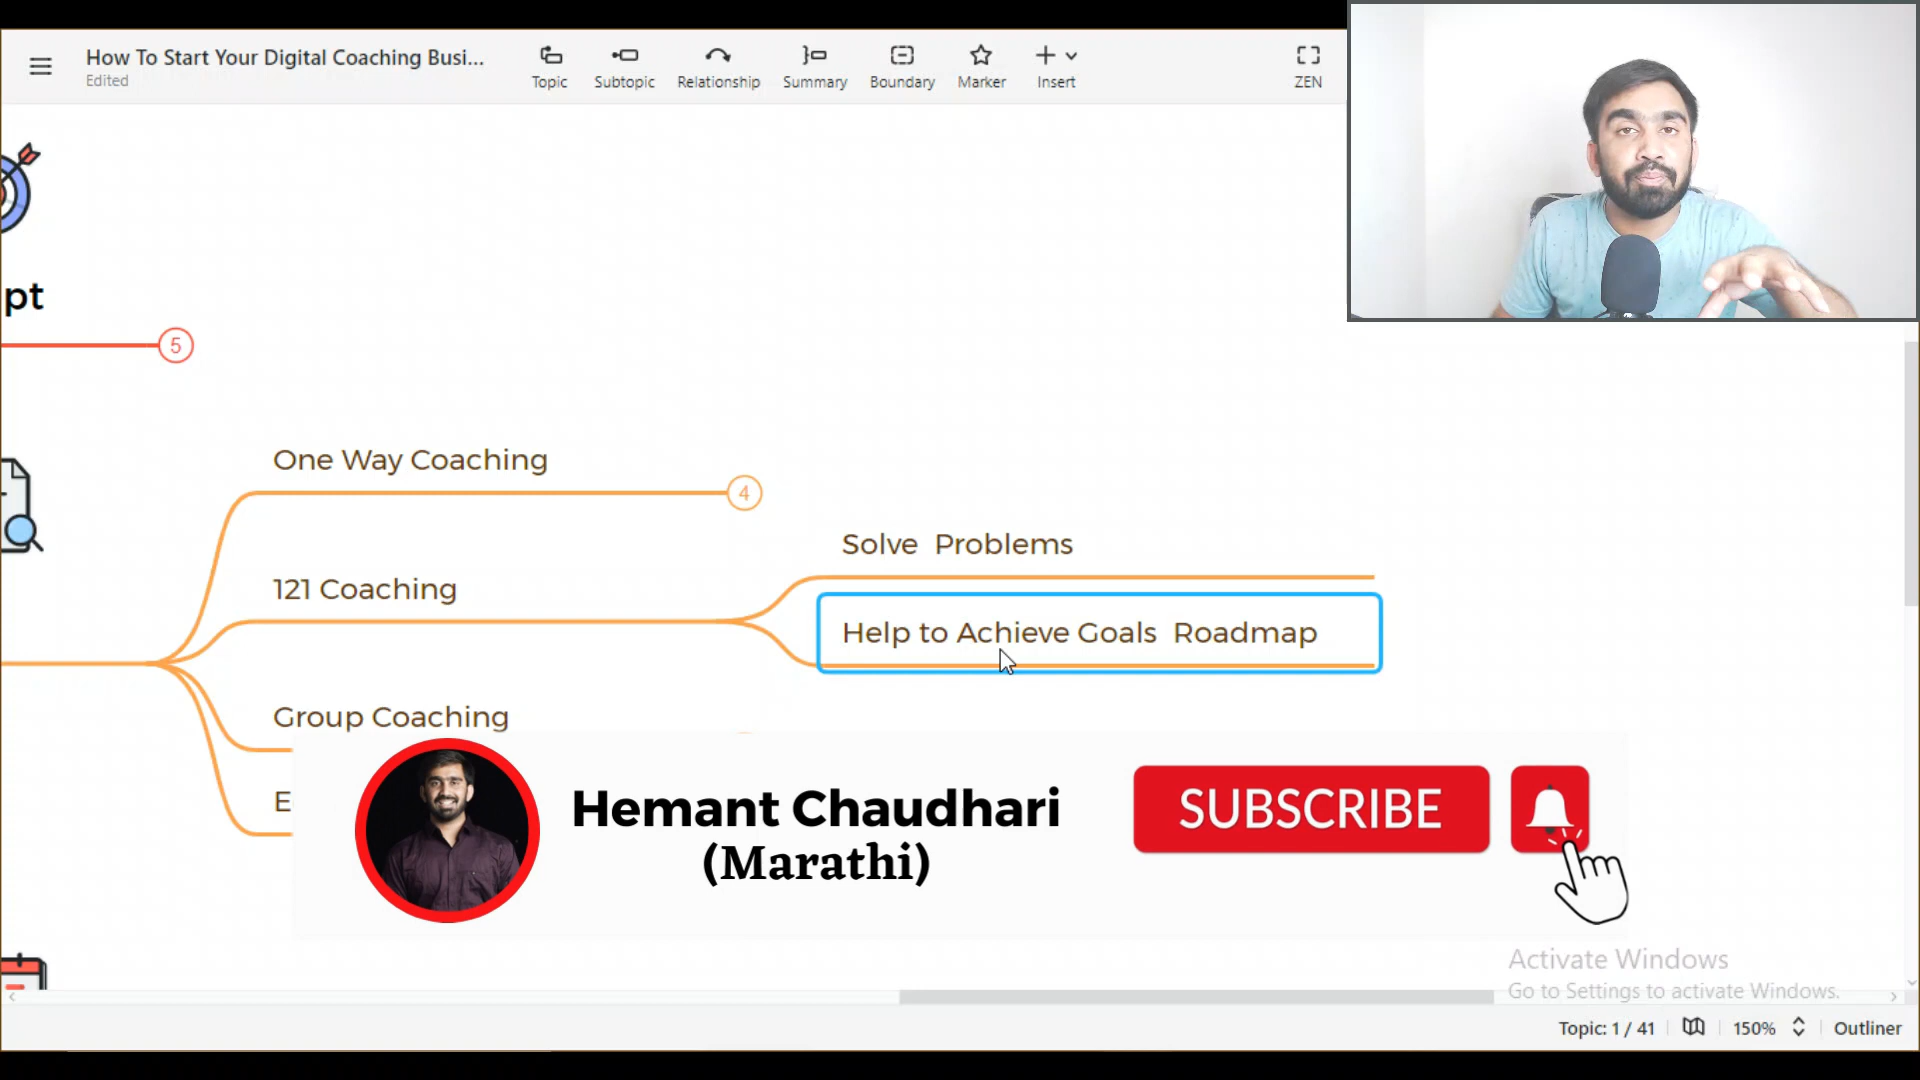 How To Start Your Digital Coaching Busi...
Edited
Topic
Subtopic
Relationship
Summary
Boundary
Marker
Insert
ZEN
pt
5
One Way Coaching
4
Solve Problems
121 Coaching
Help to Achieve Goals Roadmap
Group Coaching
E
Hemant Chaudhari
(Marathi)
SUBSCRIBE
Activate Windows
Go to Settings to activate Windows.
Topic: 1 / 41
150%
Outliner